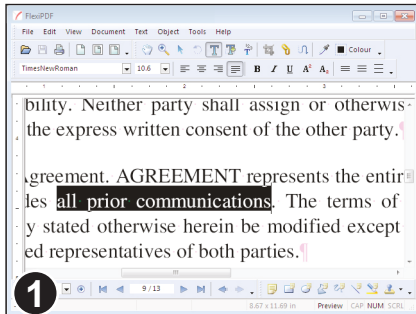 FlexiPDF
File Edit View Document Text Object Tools Help
Colour
TimesNewRoman 10.6 B I U A A
bility. Neither party shall assign or otherwis
the express written consent of the other party.¶
Agreement. AGREEMENT represents the entir
des all prior communications. The terms of
y stated otherwise herein be modified except
ed representatives of both parties.¶
1
9 / 13
8.67 x 11.69 in Preview CAP NUM SCRL